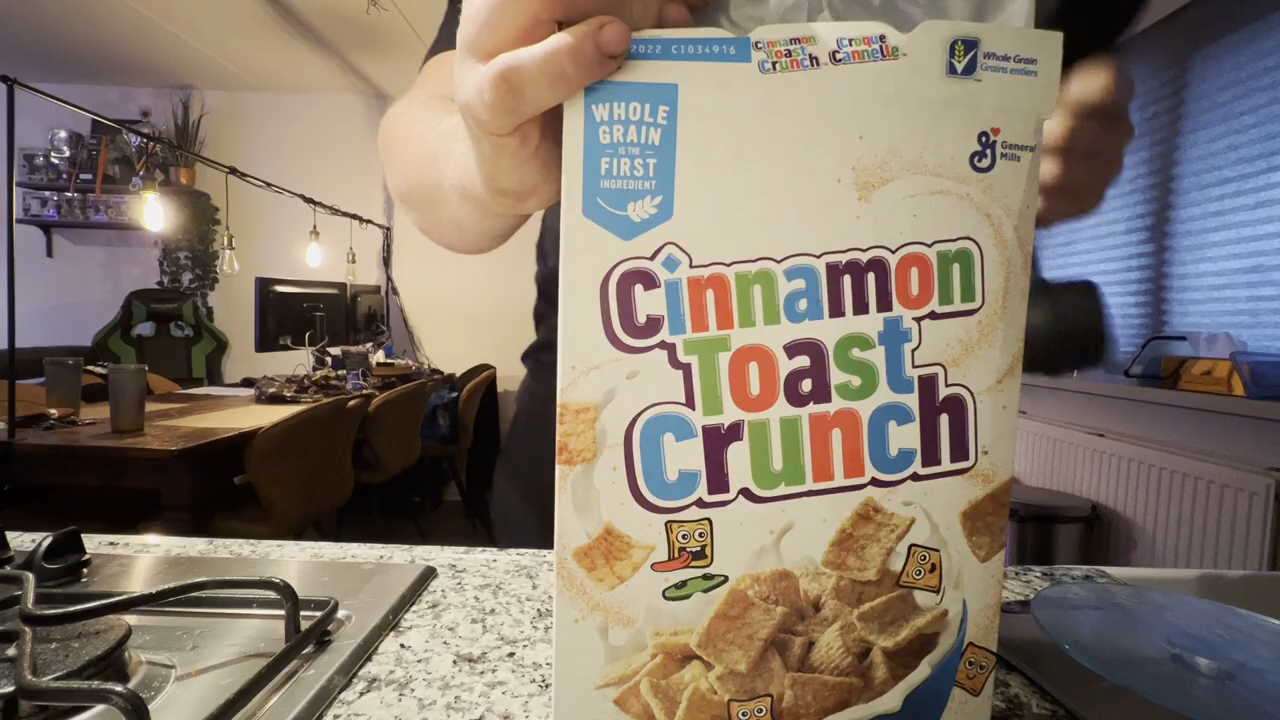 2022 CI034916
Cinnamon Toast Crunch
Croque Cannelle
Whole Grain
Grains entiers
WHOLE
GRAIN
IS THE
FIRST
INGREDIENT
General
Mills
Cinnamon
Toast
Crunch
™